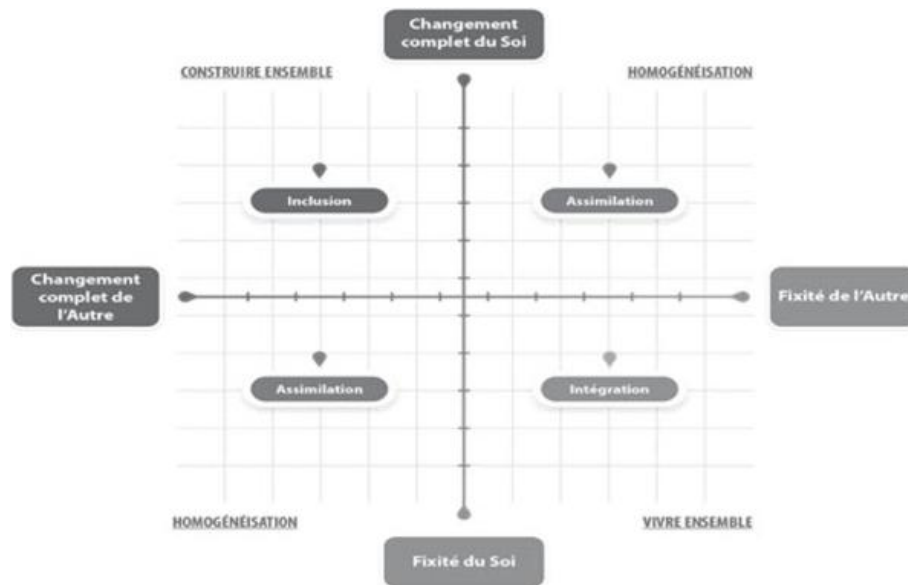 Changement
complet du Soi
CONSTRUIRE ENSEMBLE
HOMOGÉNÉISATION
Inclusion
Assimilation
Changement
complet de
l'Autre
Fixité de l'Autre
Assimilation
Intégration
HOMOGÉNÉISATION
VIVRE ENSEMBLE
Fixité du Soi